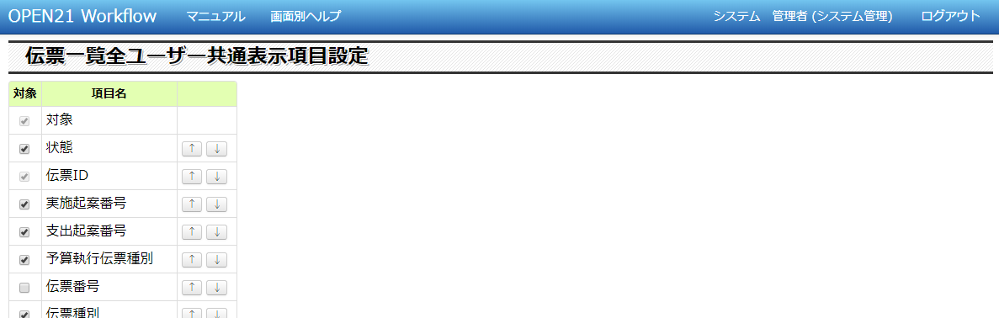 OPEN21 Workflow マニュアル 画面別ヘルプ システム 管理者 (システム管理) ログアウト
伝票一覧全ユーザー共通表示項目設定
対象 項目名
対象
状態 ↑ ↓
伝票ID ↑ ↓
実施起案番号 ↑ ↓
支出起案番号 ↑ ↓
予算執行伝票種別 ↑ ↓
伝票番号 ↑ ↓
伝票種別 ↑ ↓